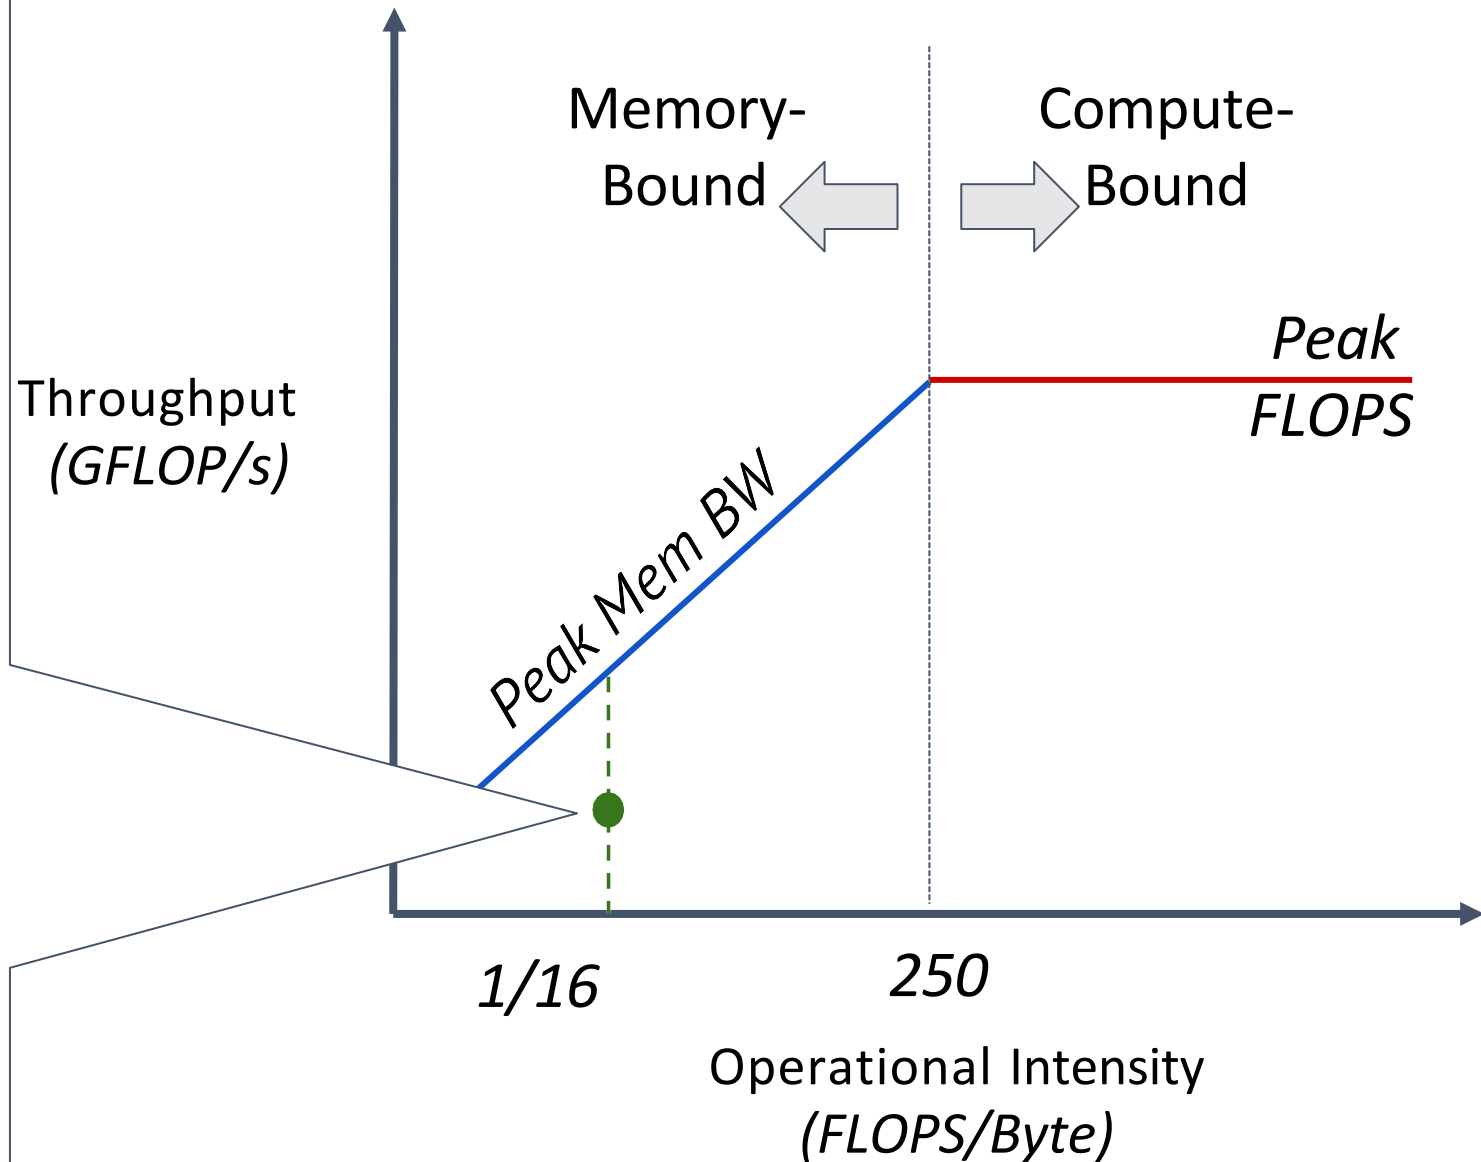 Memory-
Bound
Compute-
Bound
Peak
FLOPS
Throughput
(GFLOP/s)
Peak Mem BW
1/16
250
Operational Intensity
(FLOPS/Byte)